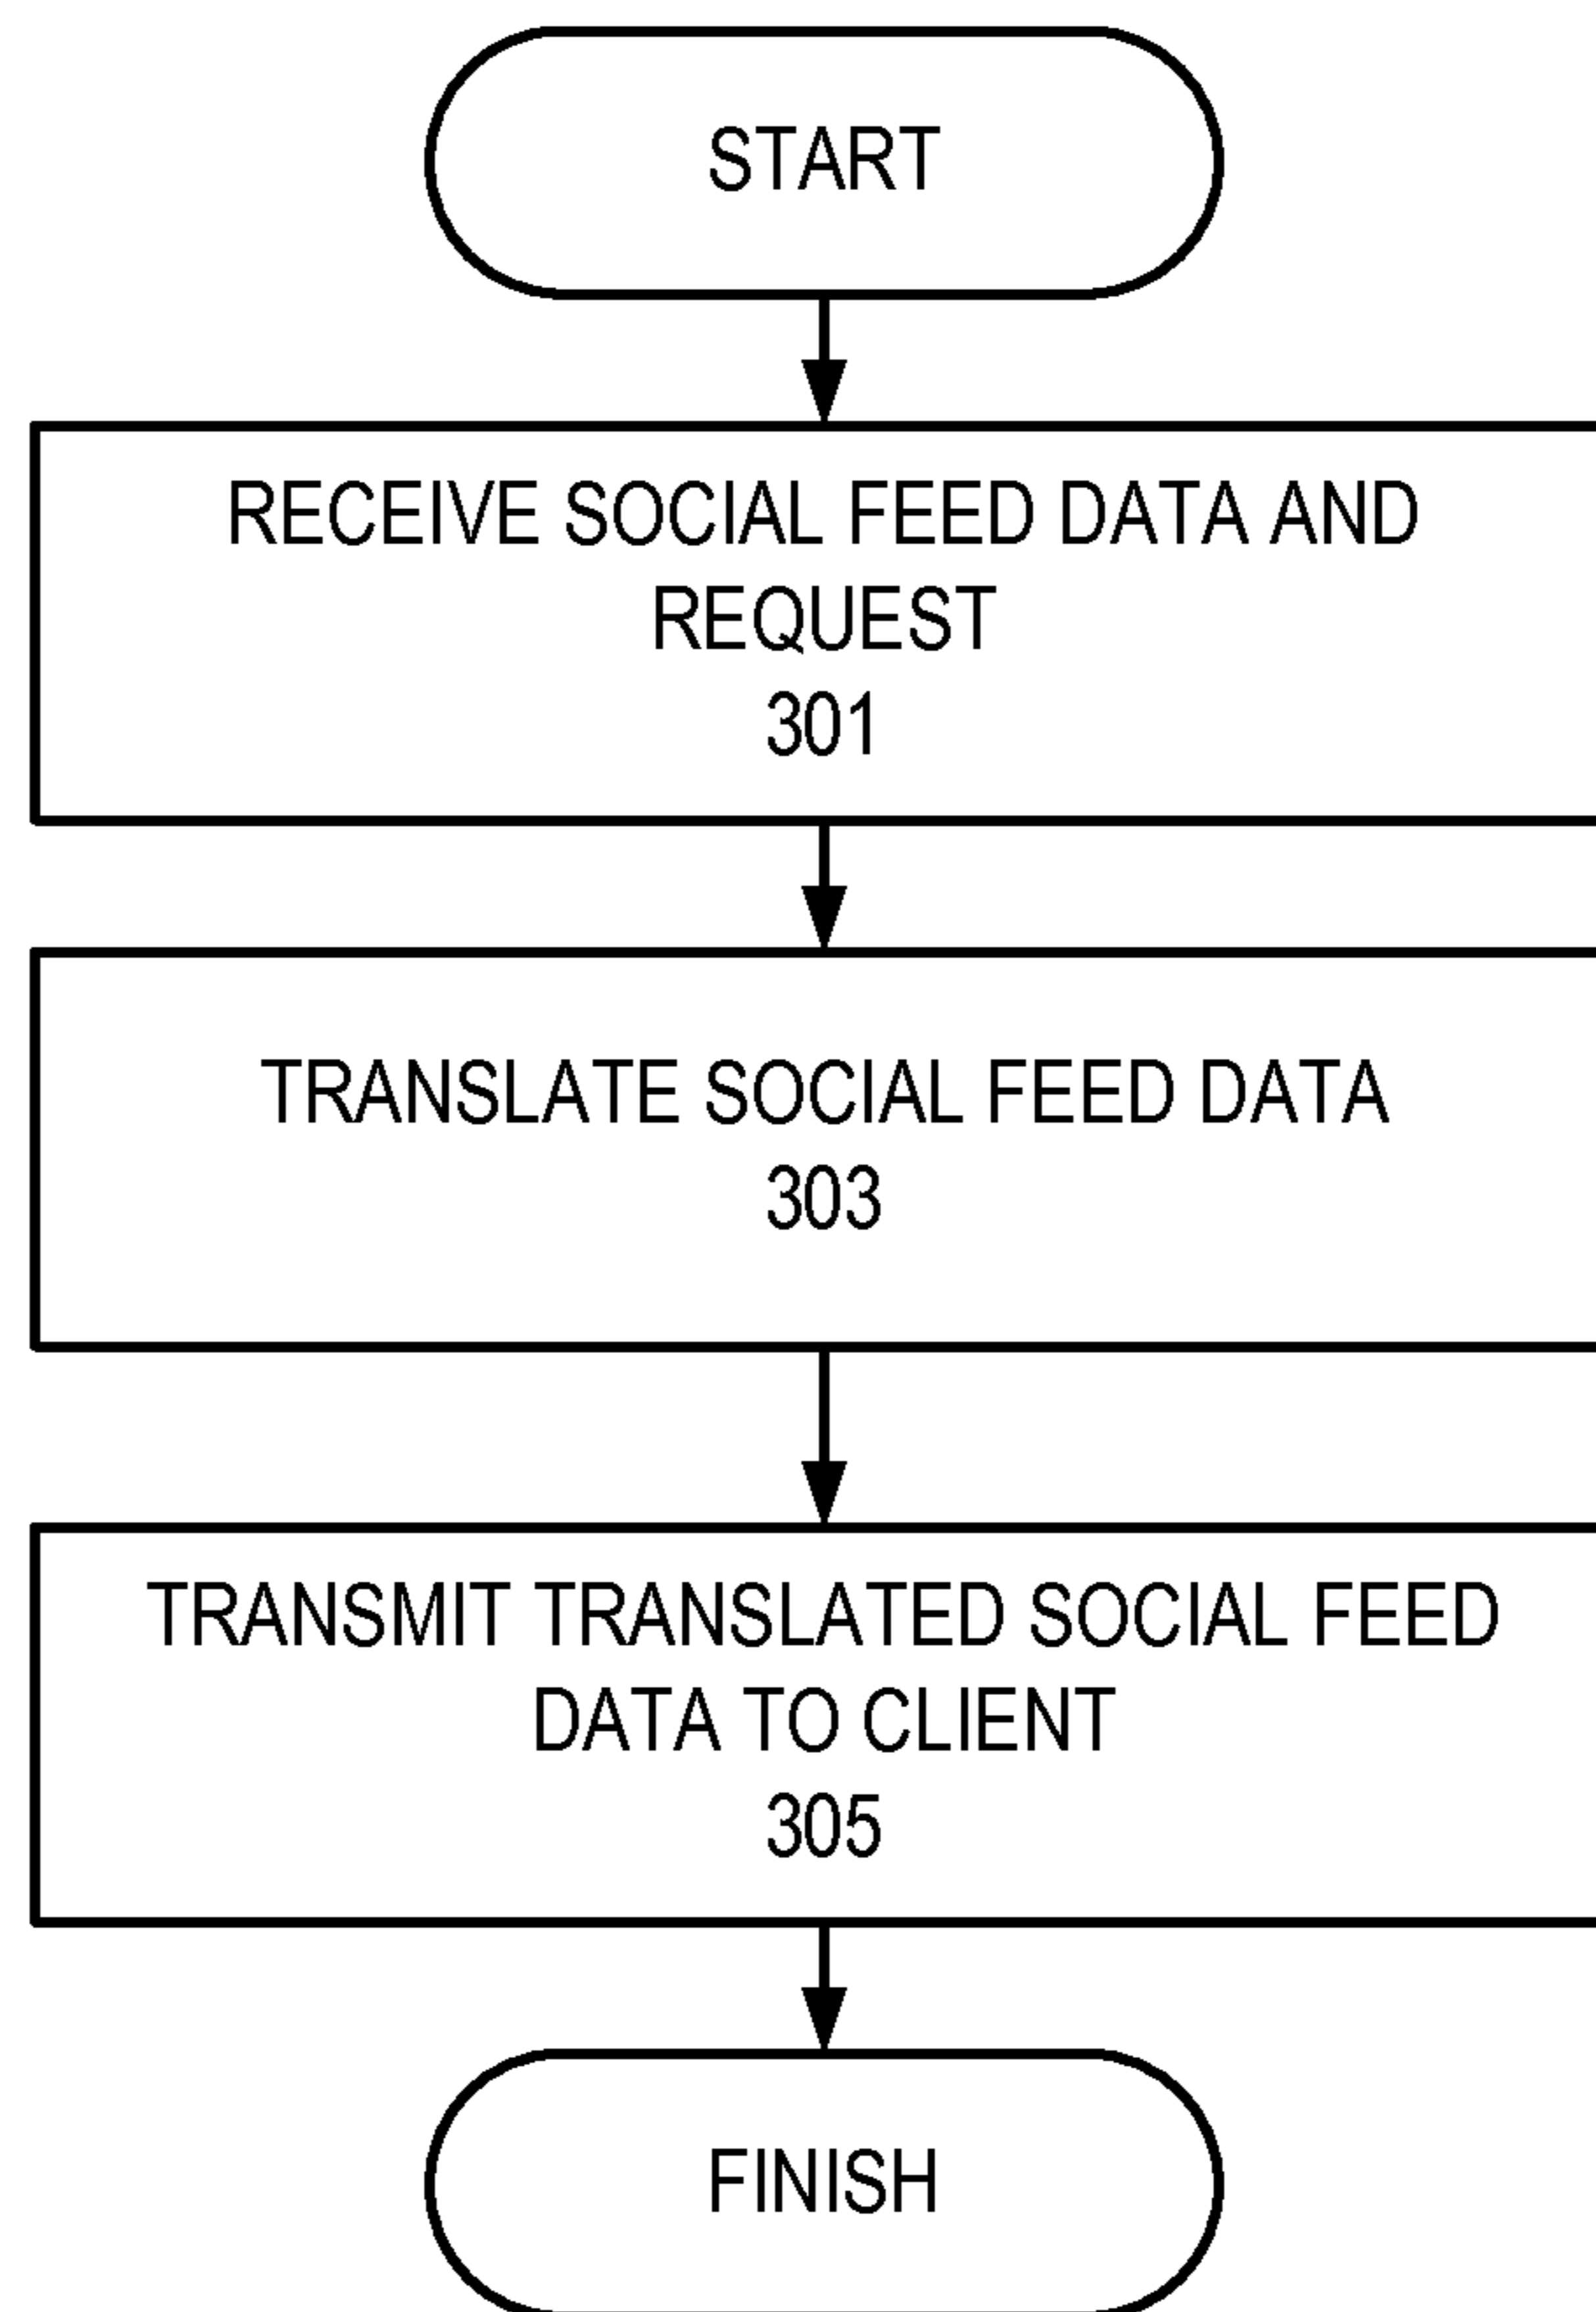 START
RECEIVE SOCIAL FEED DATA AND
REQUEST
301
TRANSLATE SOCIAL FEED DATA
303
TRANSMIT TRANSLATED SOCIAL FEED
DATA TO CLIENT
305
FINISH